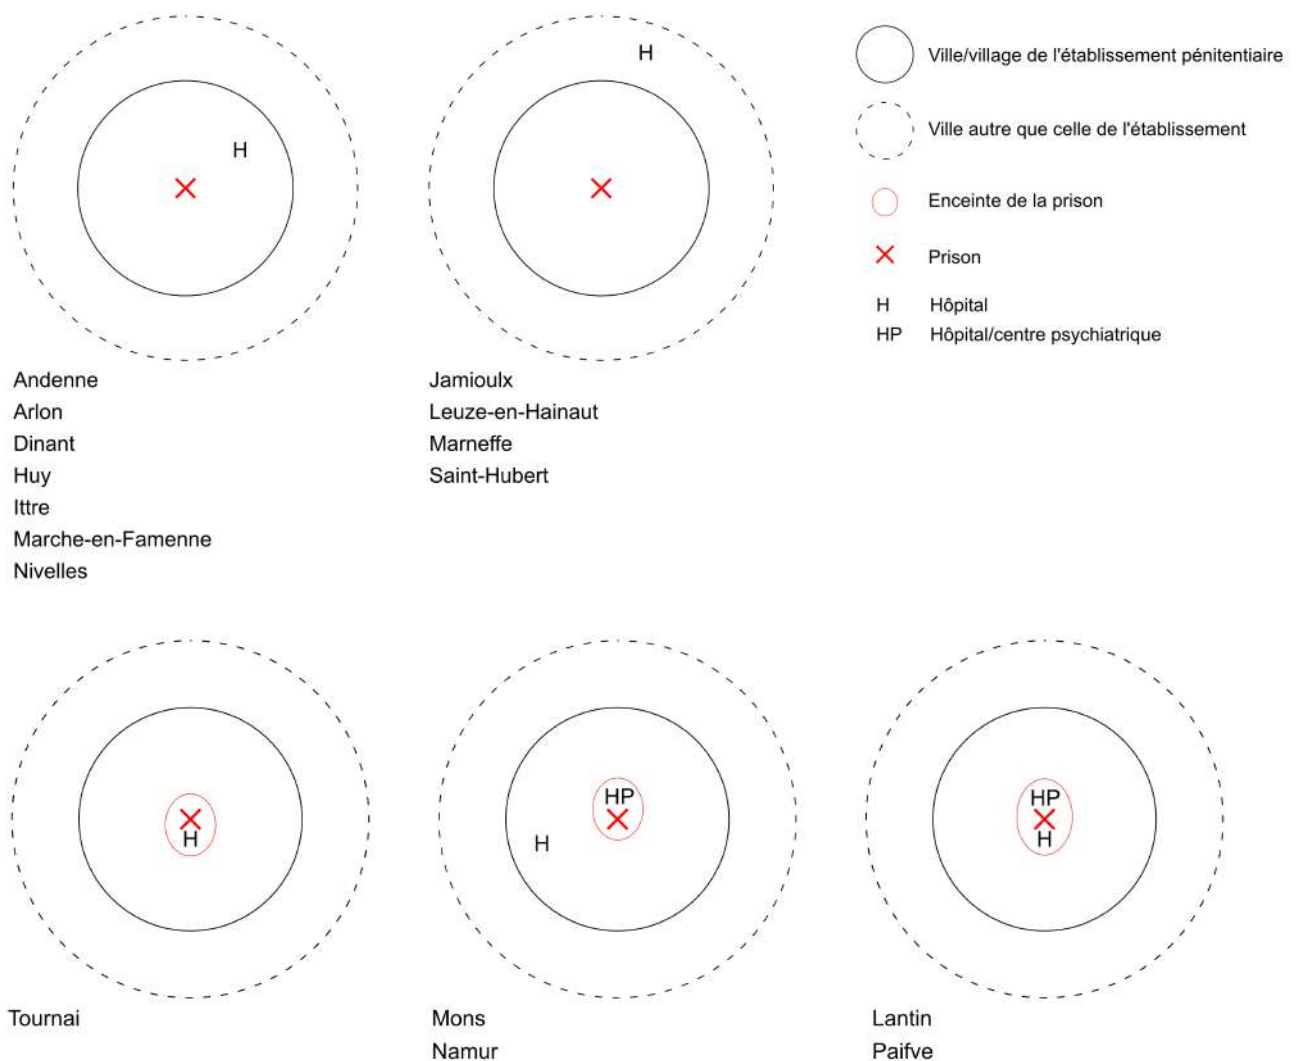 H
H
Ville/village de l'établissement pénitentiaire
Ville autre que celle de l'établissement
Enceinte de la prison
Prison
H Hôpital
HP Hôpital/centre psychiatrique
Andenne
Arlon
Dinant
Huy
Ittre
Marche-en-Famenne
Nivelles
Jamioulx
Leuze-en-Hainaut
Marneffe
Saint-Hubert
H
Tournai
HP
H
Mons
Namur
HP
H
Lantin
Paifve